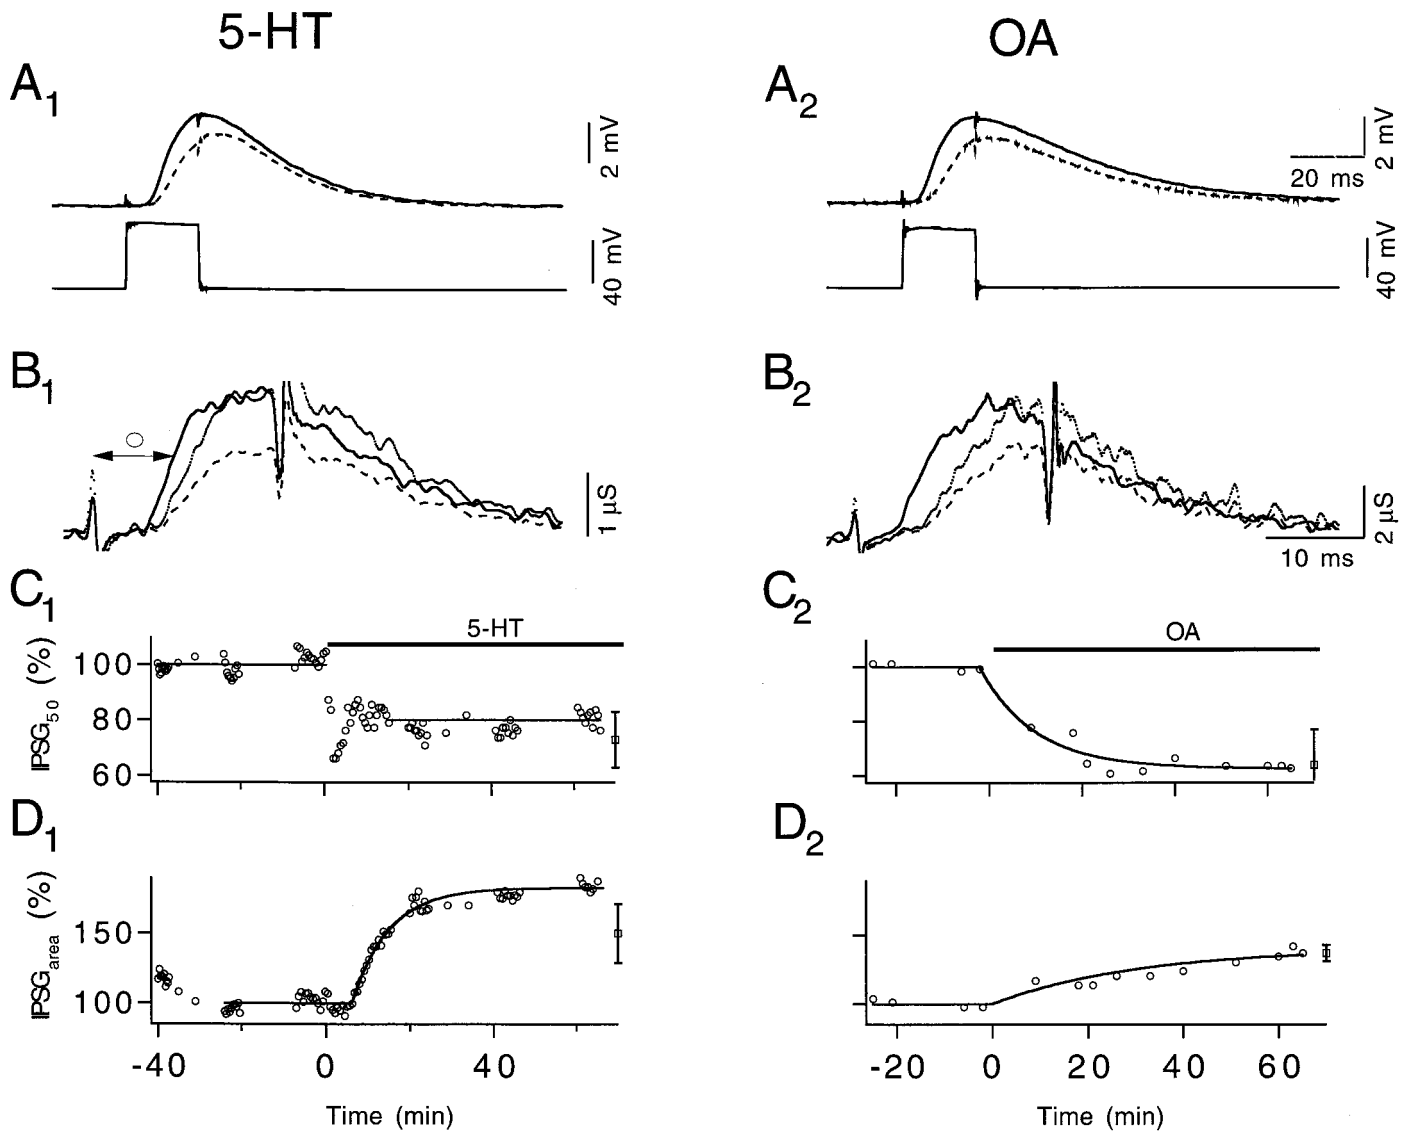 5-HT
OA
A1
2 mV
40 mV
A2
2 mV
20 ms
40 mV
B1
1 µS
B2
2 µS
10 ms
C1
5-HT
IPSG50 (%)
100
80
60
C2
OA
D1
IPSGarea (%)
150
100
-40
0
40
Time (min)
D2
-20
0
20
40
60
Time (min)